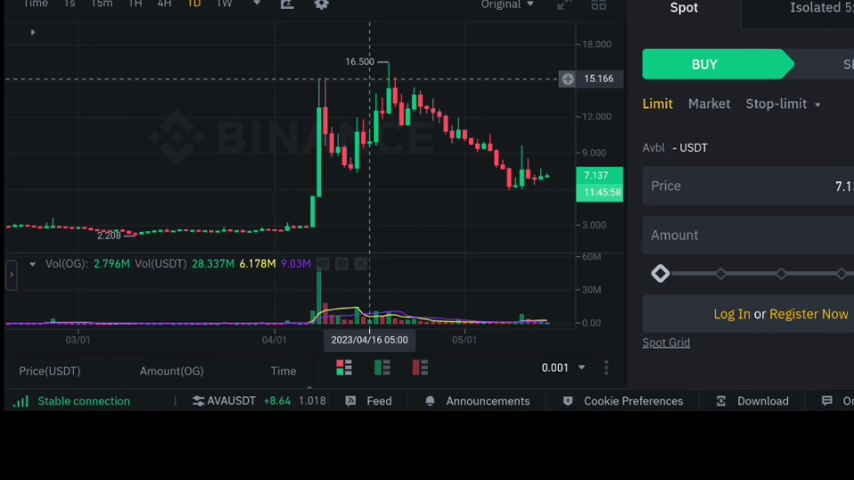 Time 1s 15m 1H 4H 1D 1W Original
Spot Isolated 5
18.000
16.500
15.166
BUY
12.000
BINANCE
Limit Market Stop-limit
9.000
Avbl - USDT
7.137
11:45:58
Price 7.1
3.000
2.208
Amount
Vol(OG): 2.796M Vol(USDT) 28.337M 6.178M 9.03M
60M
30M
0.00
Log In or Register Now
03/01 04/01 2023/04/16 05:00 05/01
Spot Grid
Price(USDT) Amount(OG) Time 0.001
Stable connection AVAUSDT +8.64 1.018 Feed Announcements Cookie Preferences Download